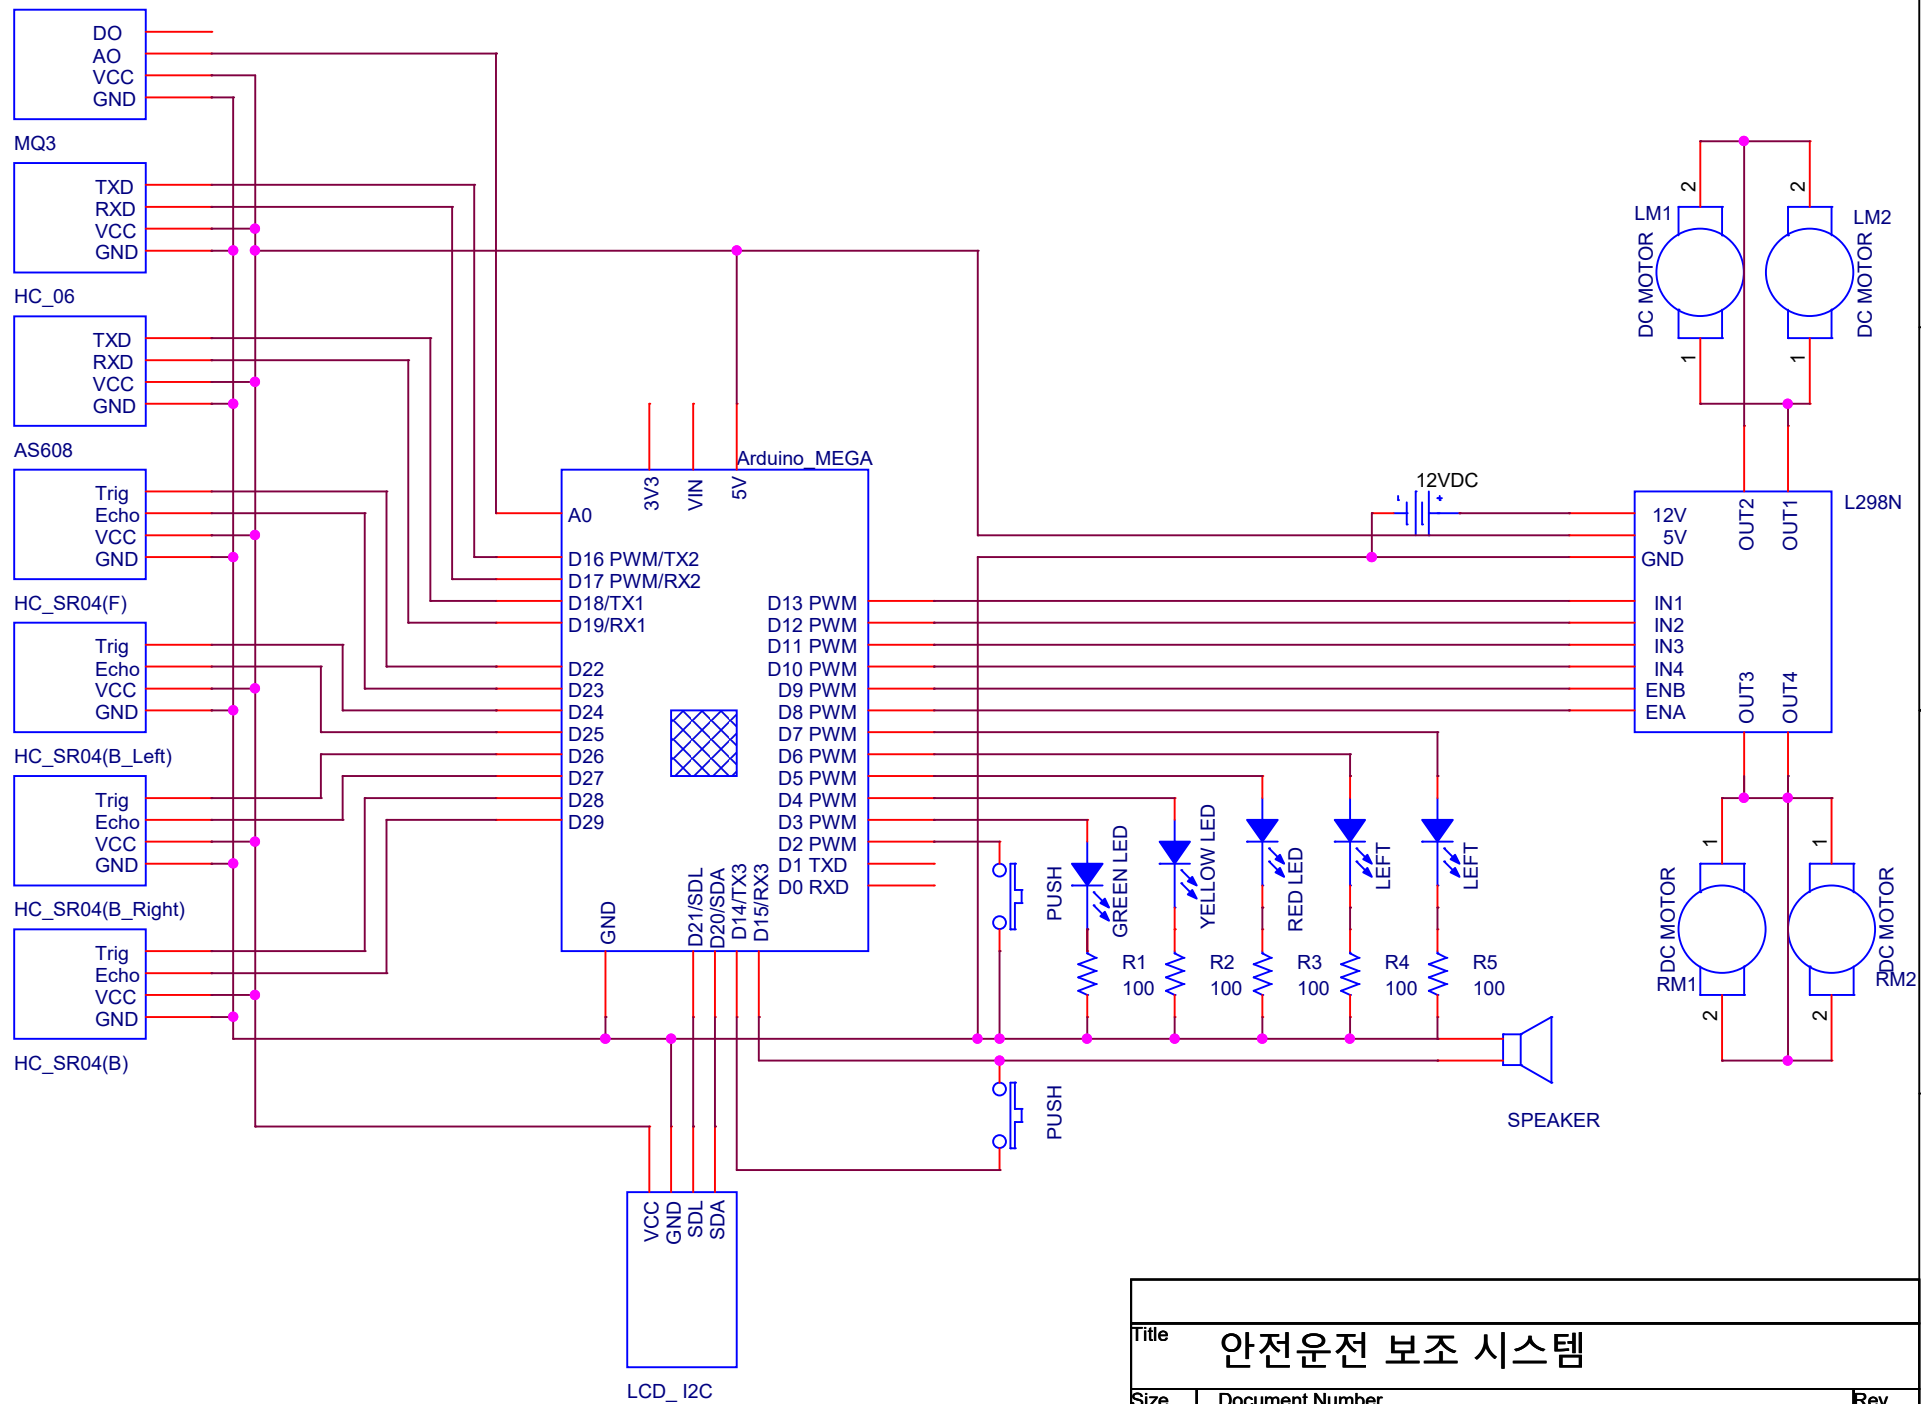 DO
AO
VCC
GND
MQ3
TXD
RXD
VCC
GND
HC_06
TXD
RXD
VCC
GND
AS608
Trig
Echo
VCC
GND
HC_SR04(F)
Trig
Echo
VCC
GND
HC_SR04(B_Left)
Trig
Echo
VCC
GND
HC_SR04(B_Right)
Trig
Echo
VCC
GND
HC_SR04(B)
Arduino_MEGA
3V3
VIN
5V
A0
D16 PWM/TX2
D17 PWM/RX2
D18/TX1
D19/RX1
D22
D23
D24
D25
D26
D27
D28
D29
D13 PWM
D12 PWM
D11 PWM
D10 PWM
D9 PWM
D8 PWM
D7 PWM
D6 PWM
D5 PWM
D4 PWM
D3 PWM
D2 PWM
D1 TXD
D0 RXD
GND
D21/SDL
D20/SDA
D14/TX3
D15/RX3
VCC
GND
SDL
SDA
LCD_ I2C
PUSH
PUSH
GREEN LED
YELLOW LED
RED LED
LEFT
LEFT
R1
100
R2
100
R3
100
R4
100
R5
100
SPEAKER
12VDC
+
L298N
12V
5V
GND
IN1
IN2
IN3
IN4
ENB
ENA
OUT2
OUT1
OUT3
OUT4
LM1
DC MOTOR
2
1
LM2
DC MOTOR
2
1
RM1
DC MOTOR
1
2
RM2
DC MOTOR
1
2
Title
안전운전 보조 시스템
Size
Document Number
Rev